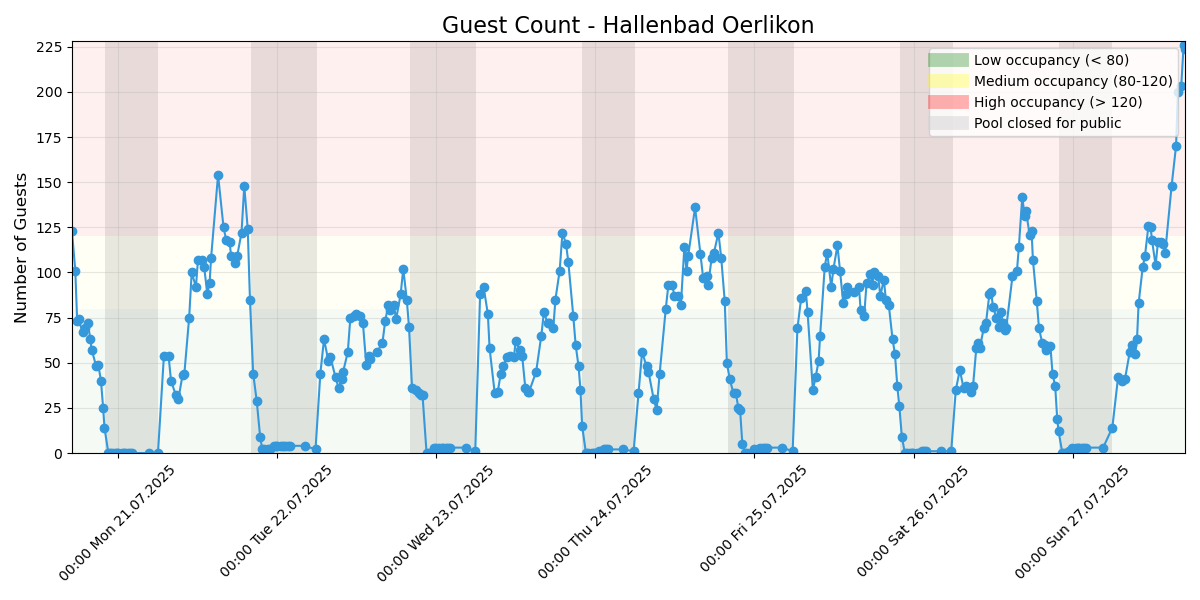 Guest Count - Hallenbad Oerlikon
Number of Guests
225
200
175
150
125
100
75
50
25
0
Low occupancy (< 80)
Medium occupancy (80-120)
High occupancy (> 120)
Pool closed for public
00:00 Mon 21.07.2025
00:00 Tue 22.07.2025
00:00 Wed 23.07.2025
00:00 Thu 24.07.2025
00:00 Fri 25.07.2025
00:00 Sat 26.07.2025
00:00 Sun 27.07.2025